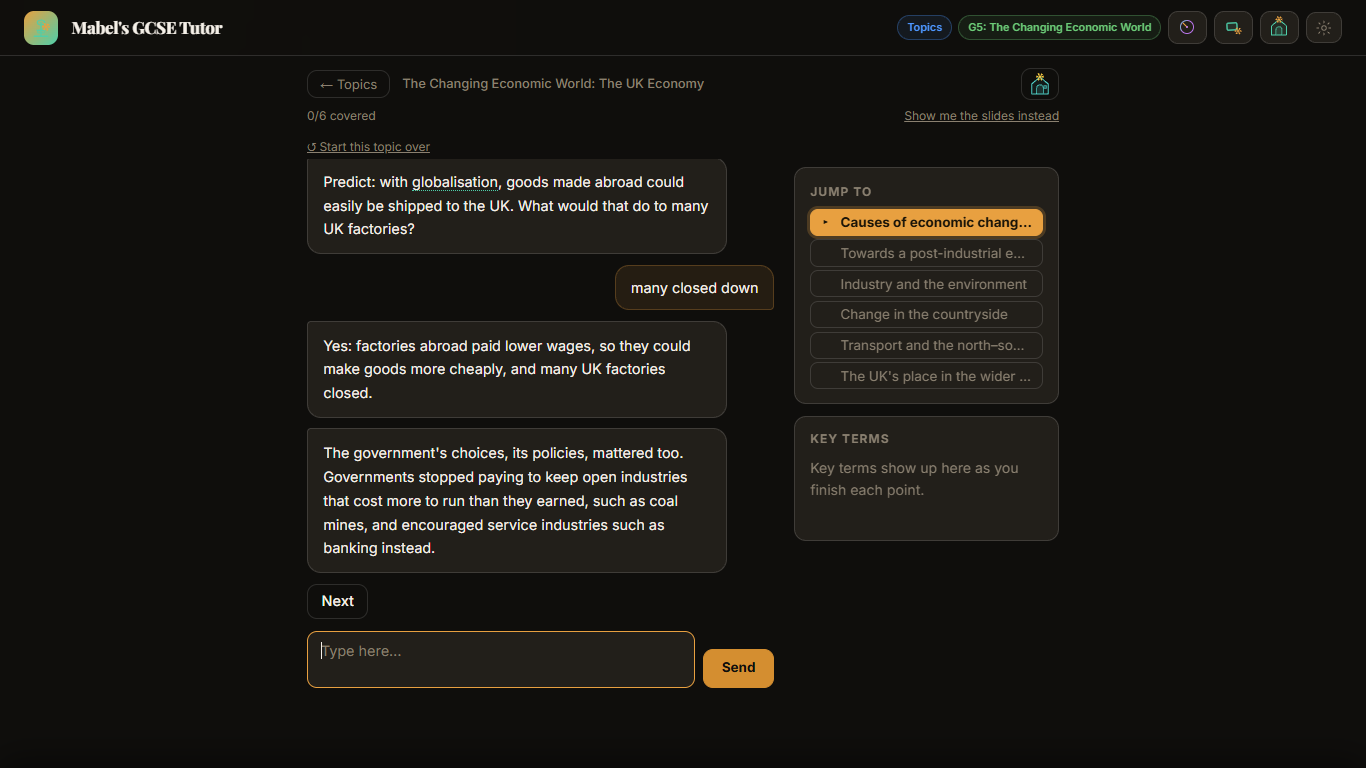 Mabel's GCSE Tutor
Topics
G5: The Changing Economic World
← Topics
The Changing Economic World: The UK Economy
0/6 covered
Show me the slides instead
↺ Start this topic over
Predict: with globalisation, goods made abroad could
easily be shipped to the UK. What would that do to many
UK factories?
many closed down
Yes: factories abroad paid lower wages, so they could
make goods more cheaply, and many UK factories
closed.
The government's choices, its policies, mattered too.
Governments stopped paying to keep open industries
that cost more to run than they earned, such as coal
mines, and encouraged service industries such as
banking instead.
Next
Type here...
Send
JUMP TO
Causes of economic chang...
Towards a post-industrial e...
Industry and the environment
Change in the countryside
Transport and the north–so...
The UK's place in the wider ...
KEY TERMS
Key terms show up here as you
finish each point.